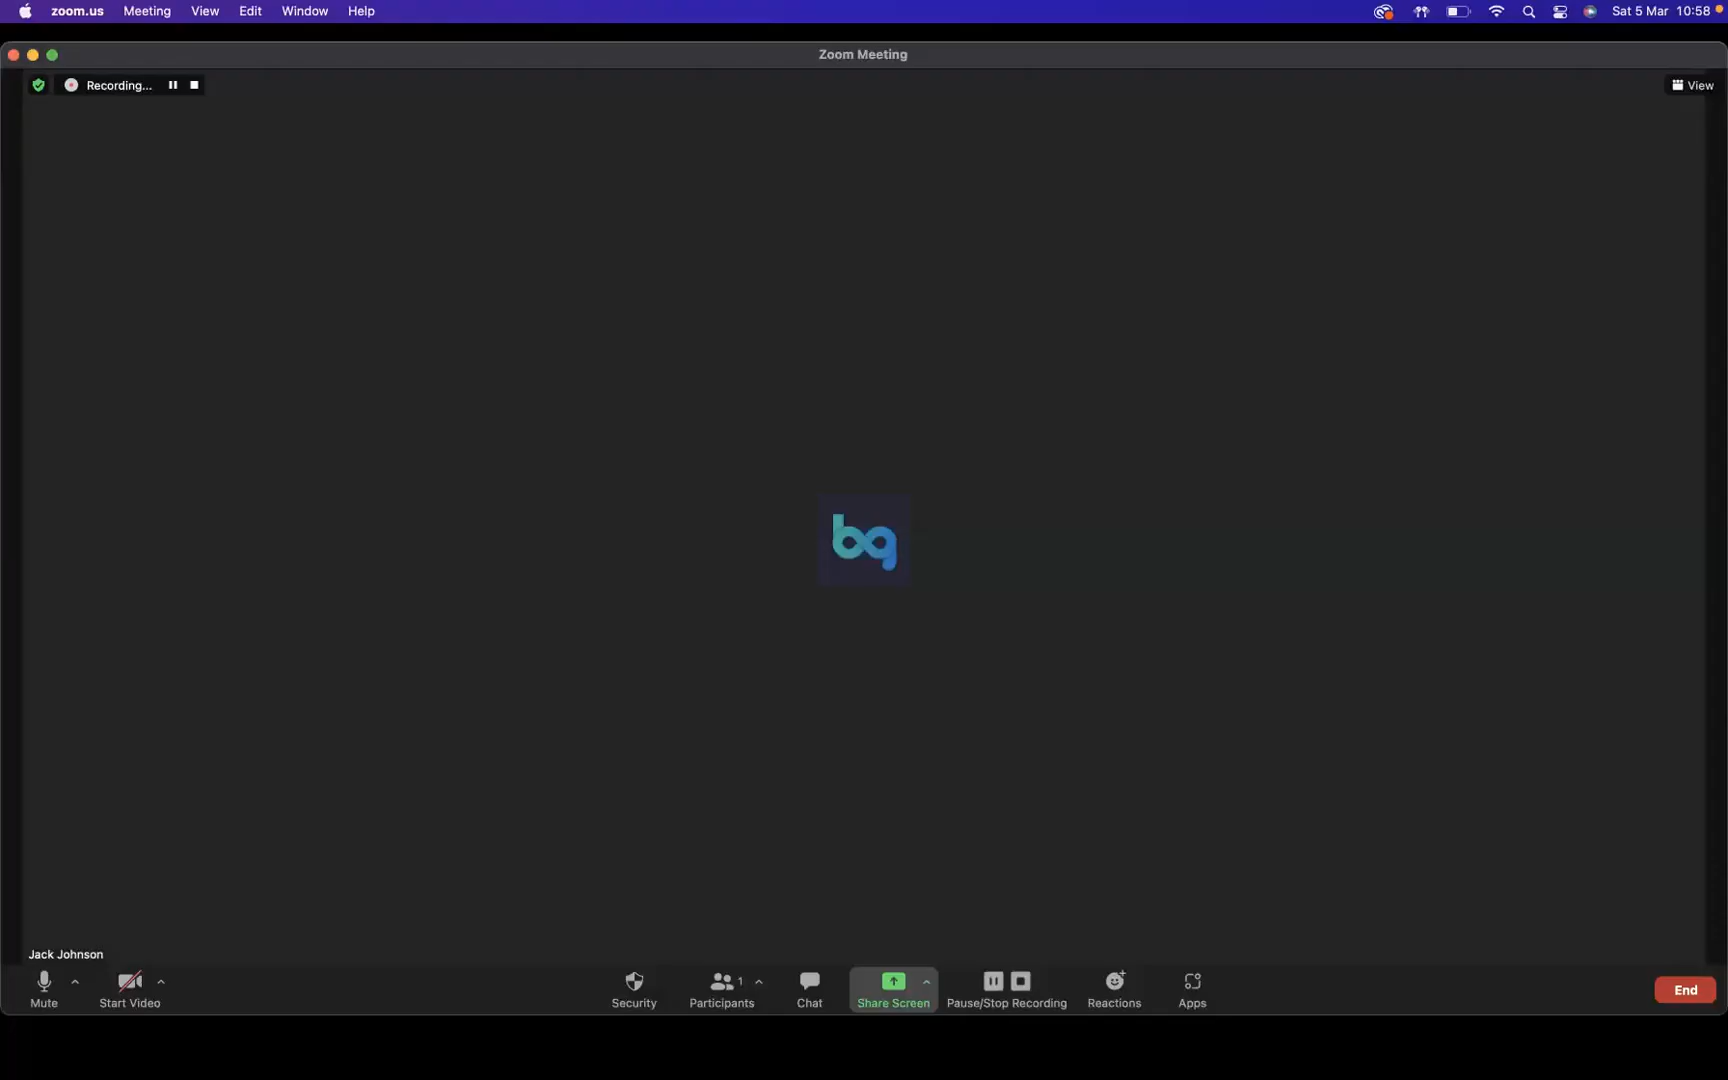 zoom.us Meeting View Edit Window Help Sat 5 Mar 10:58
Zoom Meeting
Recording... View
bg
Jack Johnson
Mute Start Video Security Participants 1 Chat Share Screen Pause/Stop Recording Reactions Apps End